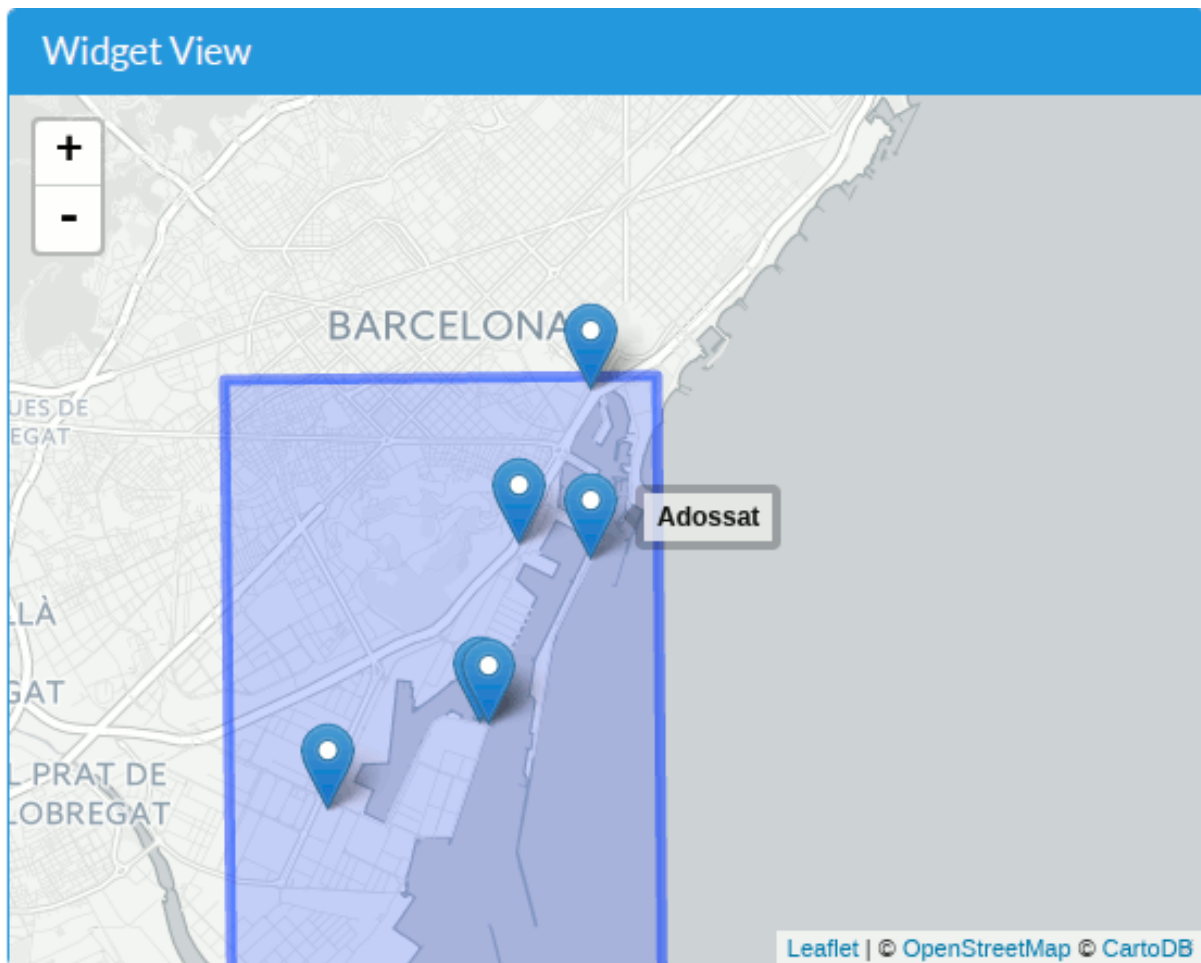 Widget View
+
-
BARCELONA
UES DE
EGAT
Adossat
LLÀ
GAT
L PRAT DE
LOBREGAT
Leaflet | © OpenStreetMap © CartoDB